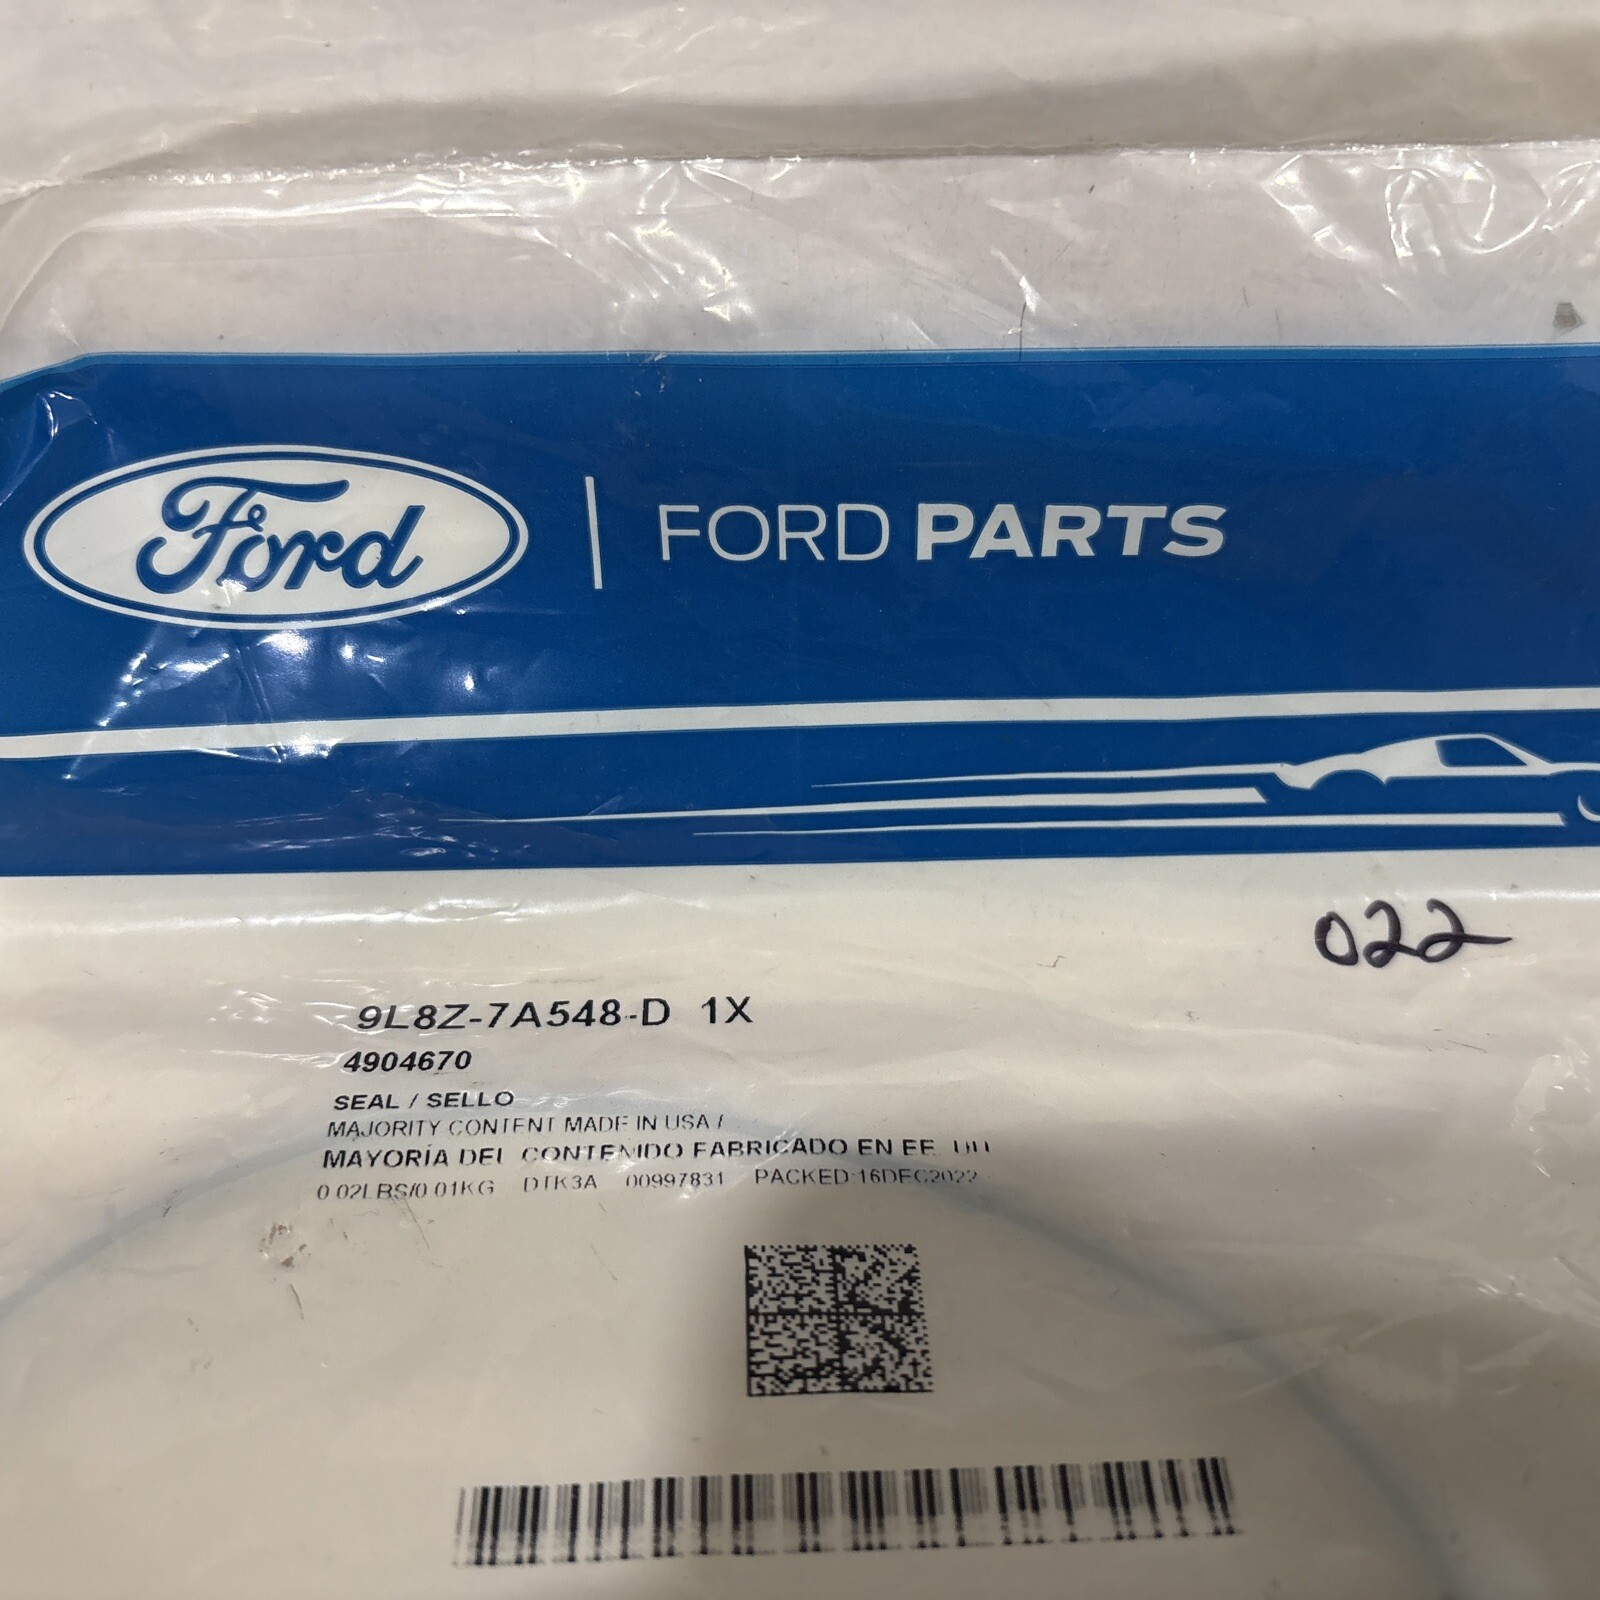 Ford
FORD PARTS
022
9L8Z-7A548-D 1X
4904670
SEAL / SELLO
MAJORITY CONTENT MADE IN USA /
MAYORÍA DEL CONTENIDO FABRICADO EN EE. UU
0.02LBS/0.01KG DTK3A 00997831 PACKED:16DEC2022